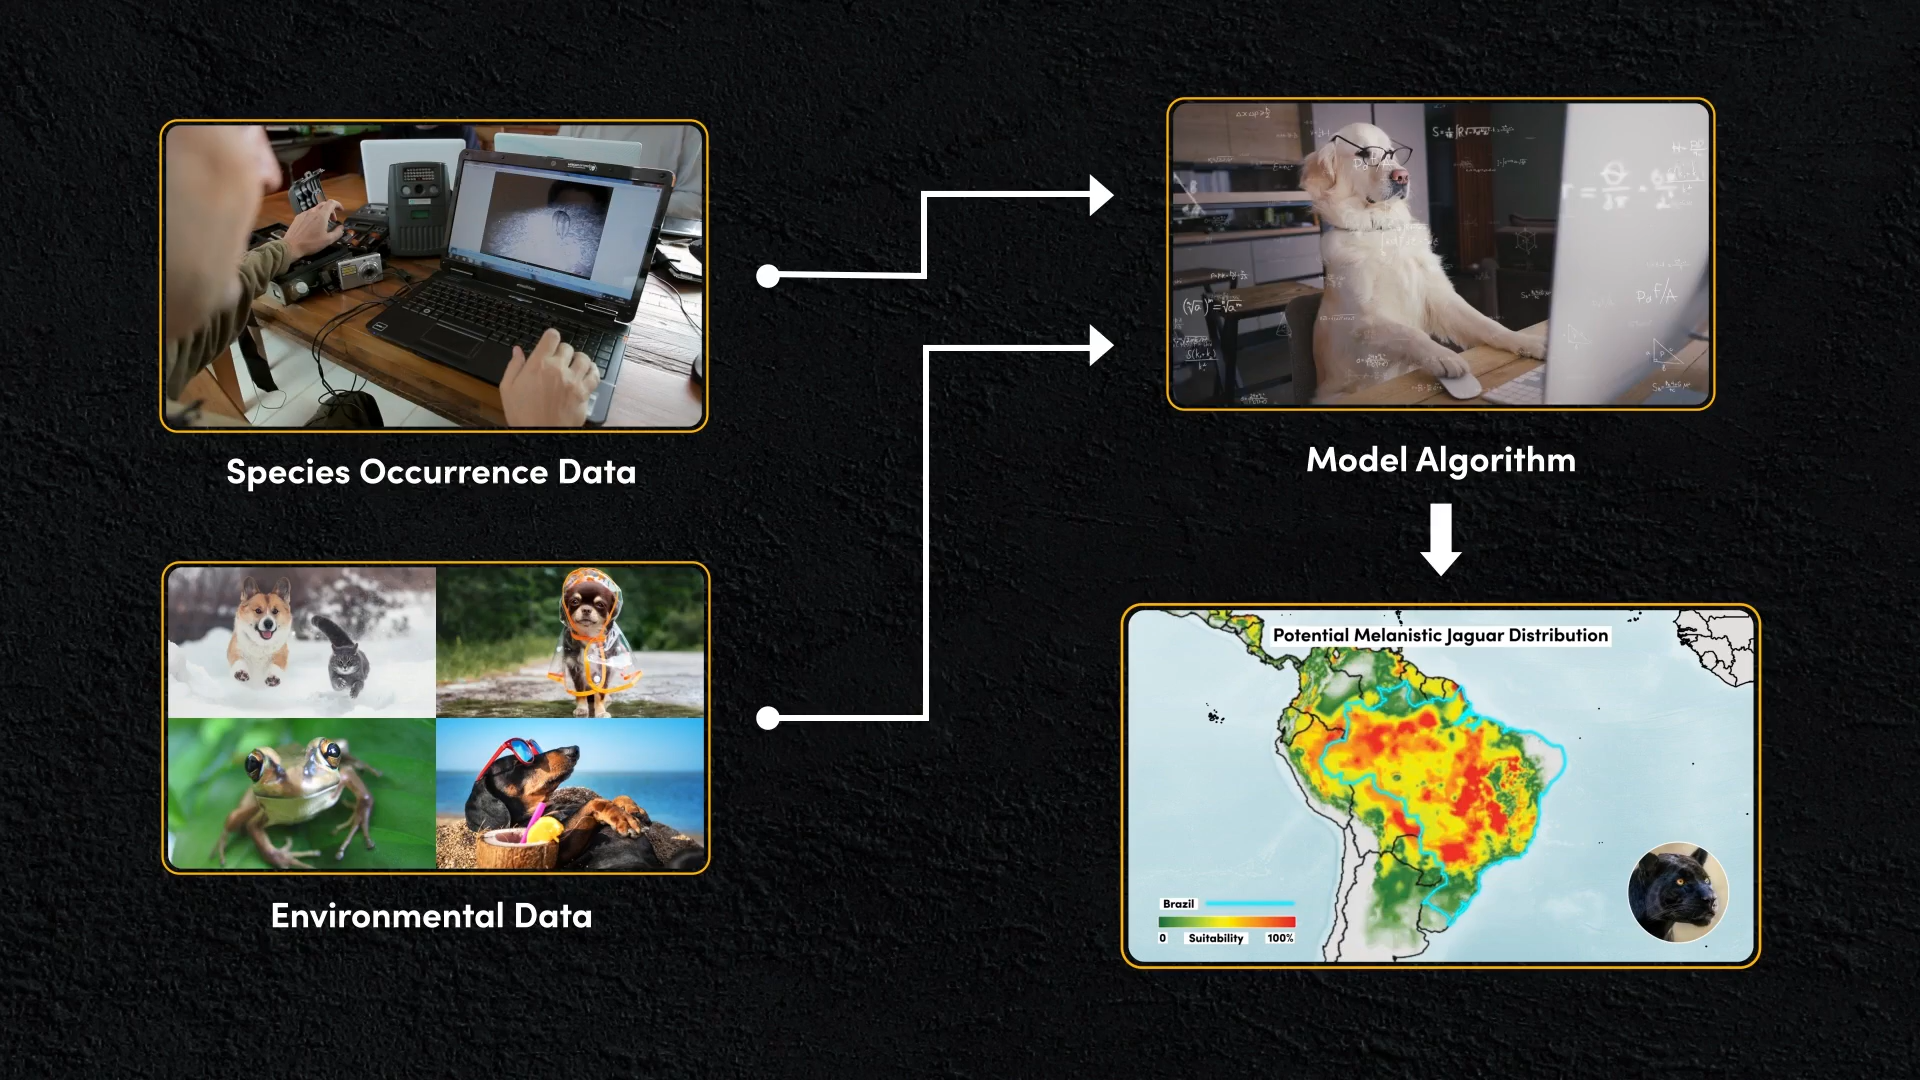 Species Occurrence Data
Environmental Data
Model Algorithm
Potential Melanistic Jaguar Distribution
Brazil
0 Suitability 100%